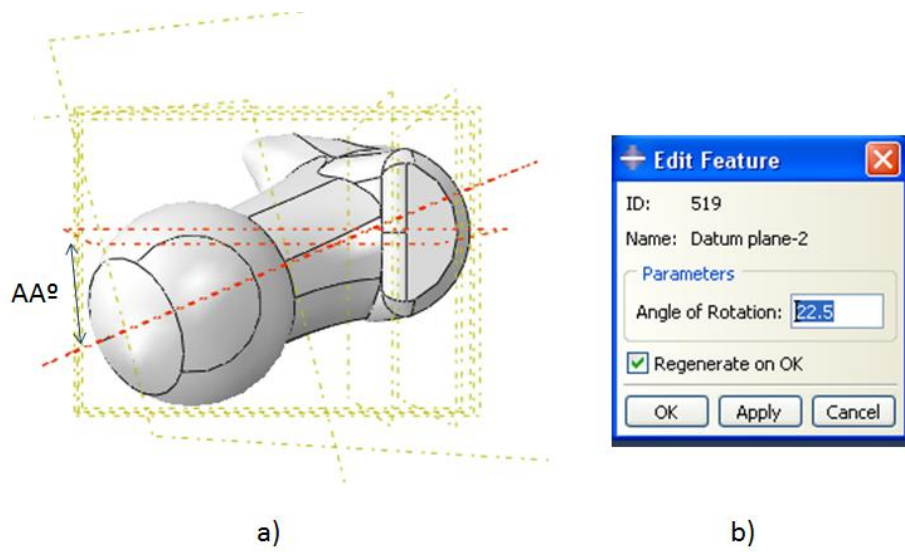 AAº
Edit Feature
ID: 519
Name: Datum plane-2
Parameters
Angle of Rotation: 22.5
Regenerate on OK
OK Apply Cancel
a) b)